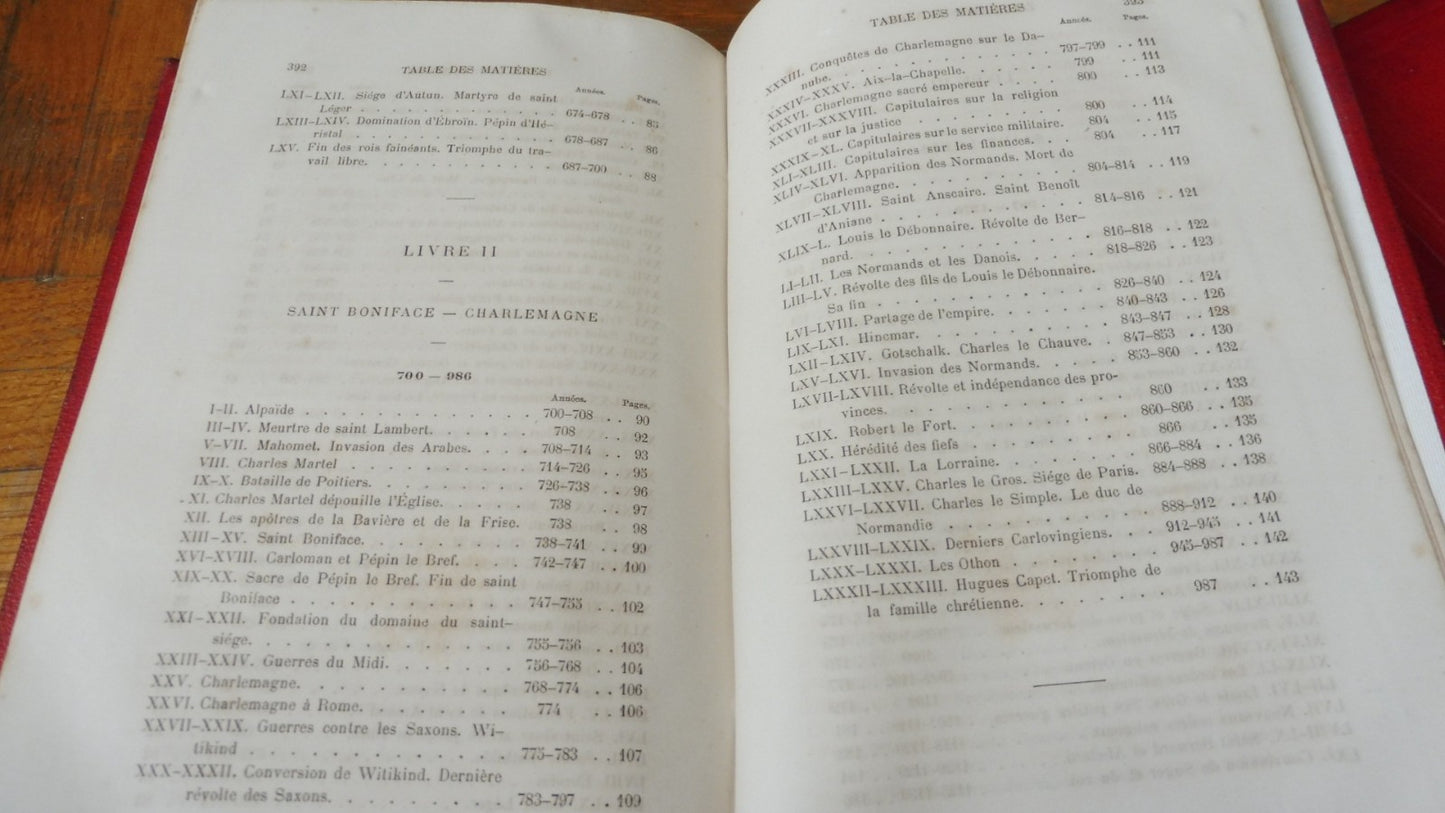 392 TABLE DES MATIÈRES
Années. Pages.
LXI-LXII. Siége d'Autun. Martyre de saint
Léger . . . . . . . . . . . . 674-678 . . 85
LXIII-LXIV. Domination d'Ébroïn. Pépin d'Hé-
ristal . . . . . . . . . . . . 678-687 . . 86
LXV. Fin des rois fainéants. Triomphe du tra-
vail libre. . . . . . . . . . . 687-700 . . 88
LIVRE II
SAINT BONIFACE — CHARLEMAGNE
700 — 986
Années. Pages.
I-II. Alpaïde . . . . . . . . . . . . . 700-708 . . 90
III-IV. Meurtre de saint Lambert. . . . . . 708 . . 92
V-VII. Mahomet. Invasion des Arabes. . . . 708-714 . . 93
VIII. Charles Martel . . . . . . . . . . 714-726 . . 95
IX-X. Bataille de Poitiers. . . . . . . . . 726-738 . . 96
XI. Charles Martel dépouille l'Église. . . . . 738 . . 97
XII. Les apôtres de la Bavière et de la Frise. 738 . . 98
XIII-XV. Saint Boniface. . . . . . . . . 738-741 . . 99
XVI-XVIII. Carloman et Pépin le Bref. . . . . 742-747 . . 100
XIX-XX. Sacre de Pépin le Bref. Fin de saint
Boniface . . . . . . . . . . . . 747-755 . . 102
XXI-XXII. Fondation du domaine du saint-
siége. . . . . . . . . . . . . . 755-756 . . 103
XXIII-XXIV. Guerres du Midi. . . . . . . 756-768 . . 104
XXV. Charlemagne. . . . . . . . . . . 768-774 . . 106
XXVI. Charlemagne à Rome. . . . . . . . 774 . . 106
XXVII-XXIX. Guerres contre les Saxons. Wi-
tikind . . . . . . . . . . . . . 775-783 . . 107
XXX-XXXII. Conversion de Witikind. Dernière
révolte des Saxons. . . . . . . . . 783-797 . . 109
TABLE DES MATIÈRES 393
Années. Pages.
XXXIII. Conquêtes de Charlemagne sur le Da-
nube. . . . . . . . . . . . . . 797-799 . . 111
XXXIV-XXXV. Aix-la-Chapelle. . . . . . . 799 . . 111
XXXVI. Charlemagne sacré empereur . . . . 800 . . 113
XXXVII-XXXVIII. Capitulaires sur la religion
et sur la justice . . . . . . . . . . 800 . . 114
XXXIX-XL. Capitulaires sur le service militaire. 804 . . 115
XLI-XLIII. Capitulaires sur les finances. . . . 804 . . 117
XLIV-XLVI. Apparition des Normands. Mort de
Charlemagne. . . . . . . . . . . 804-814 . . 119
XLVII-XLVIII. Saint Anscaire. Saint Benoît
d'Aniane . . . . . . . . . . . . 814-816 . . 121
XLIX-L. Louis le Débonnaire. Révolte de Ber-
nard. . . . . . . . . . . . . . 816-818 . . 122
LI-LII. Les Normands et les Danois. . . . . 818-826 . . 123
LIII-LV. Révolte des fils de Louis le Débonnaire.
Sa fin . . . . . . . . . . . . . 826-840 . . 124
LVI-LVIII. Partage de l'empire. . . . . . . 840-843 . . 126
LIX-LXI. Hincmar. . . . . . . . . . . 843-847 . . 128
LXII-LXIV. Gotschalk. Charles le Chauve. . . 847-853 . . 130
LXV-LXVI. Invasion des Normands. . . . . 853-860 . . 132
LXVII-LXVIII. Révolte et indépendance des pro-
vinces. . . . . . . . . . . . . 860 . . 133
LXIX. Robert le Fort. . . . . . . . . . 860-866 . . 135
LXX. Hérédité des fiefs . . . . . . . . . 866 . . 135
LXXI-LXXII. La Lorraine. . . . . . . . 866-884 . . 136
LXXIII-LXXV. Charles le Gros. Siége de Paris. 884-888 . . 138
LXXVI-LXXVII. Charles le Simple. Le duc de
Normandie . . . . . . . . . . . 888-912 . . 140
LXXVIII-LXXIX. Derniers Carlovingiens. . . 912-945 . . 141
LXXX-LXXXI. Les Othon . . . . . . . . 945-987 . . 142
LXXXII-LXXXIII. Hugues Capet. Triomphe de
la famille chrétienne. . . . . . . . 987 . . 143